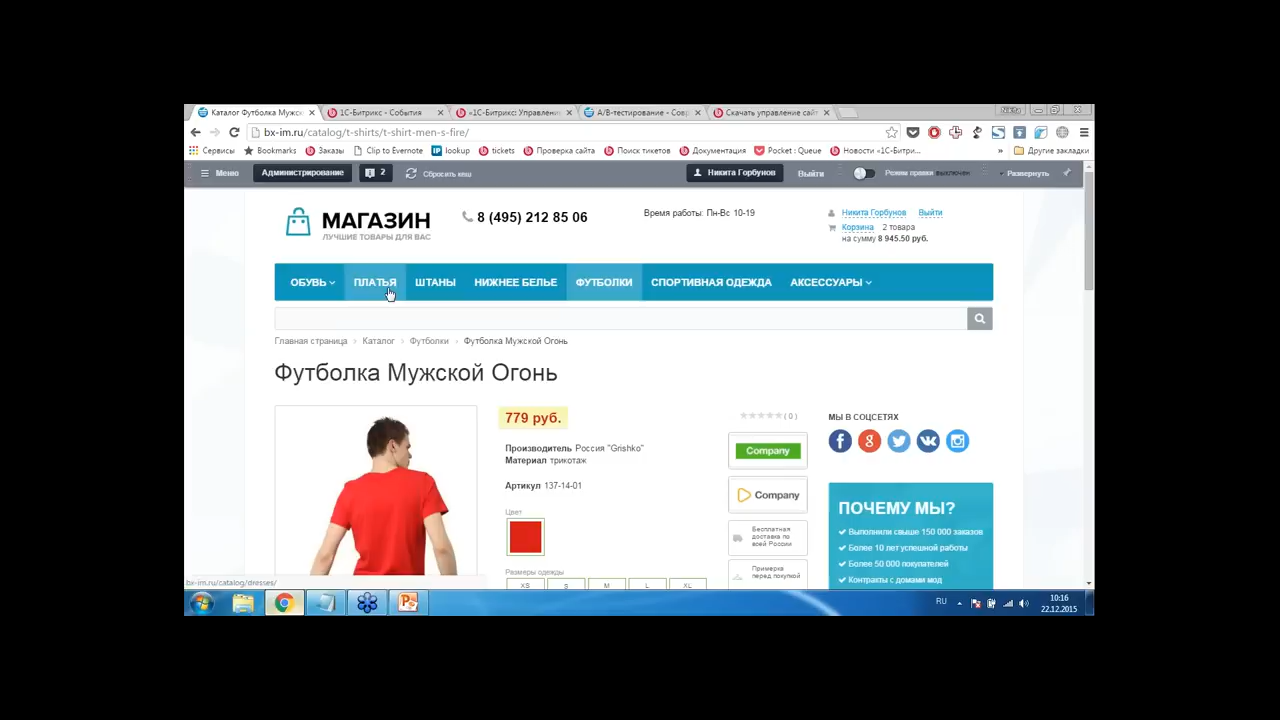 Каталог Футболка Мужск
1С-Битрикс - События
«1С-Битрикс: Управлени
A/B-тестирование - Совр
Скачать управление сайт
bx-im.ru/catalog/t-shirts/t-shirt-men-s-fire/
Сервисы Bookmarks Заказы Clip to Evernote lookup tickets Проверка сайта Поиск тикетов Документация Pocket : Queue Новости «1С-Битри... » Другие закладки
Меню Администрирование 2 Сбросить кеш Никита Горбунов Выйти Режим правки выключен Развернуть
МАГАЗИН
ЛУЧШИЕ ТОВАРЫ ДЛЯ ВАС
8 (495) 212 85 06
Время работы: Пн-Вс 10-19
Никита Горбунов Выйти
Корзина 2 товара
на сумму 8 945.50 руб.
ОБУВЬ ПЛАТЬЯ ШТАНЫ НИЖНЕЕ БЕЛЬЕ ФУТБОЛКИ СПОРТИВНАЯ ОДЕЖДА АКСЕССУАРЫ
Главная страница > Каталог > Футболки > Футболка Мужской Огонь
Футболка Мужской Огонь
779 руб.
Производитель Россия "Grishko"
Материал трикотаж
Артикул 137-14-01
Цвет
Размеры одежды
XS S M L XL
( 0 )
Company
Company
Бесплатная
доставка по
всей России
Примерка
перед покупкой
МЫ В СОЦСЕТЯХ
ПОЧЕМУ МЫ?
Выполнили свыше 150 000 заказов
Более 10 лет успешной работы
Более 50 000 покупателей
Контракты с домами мод
bx-im.ru/catalog/dresses/
RU
10:16
22.12.2015